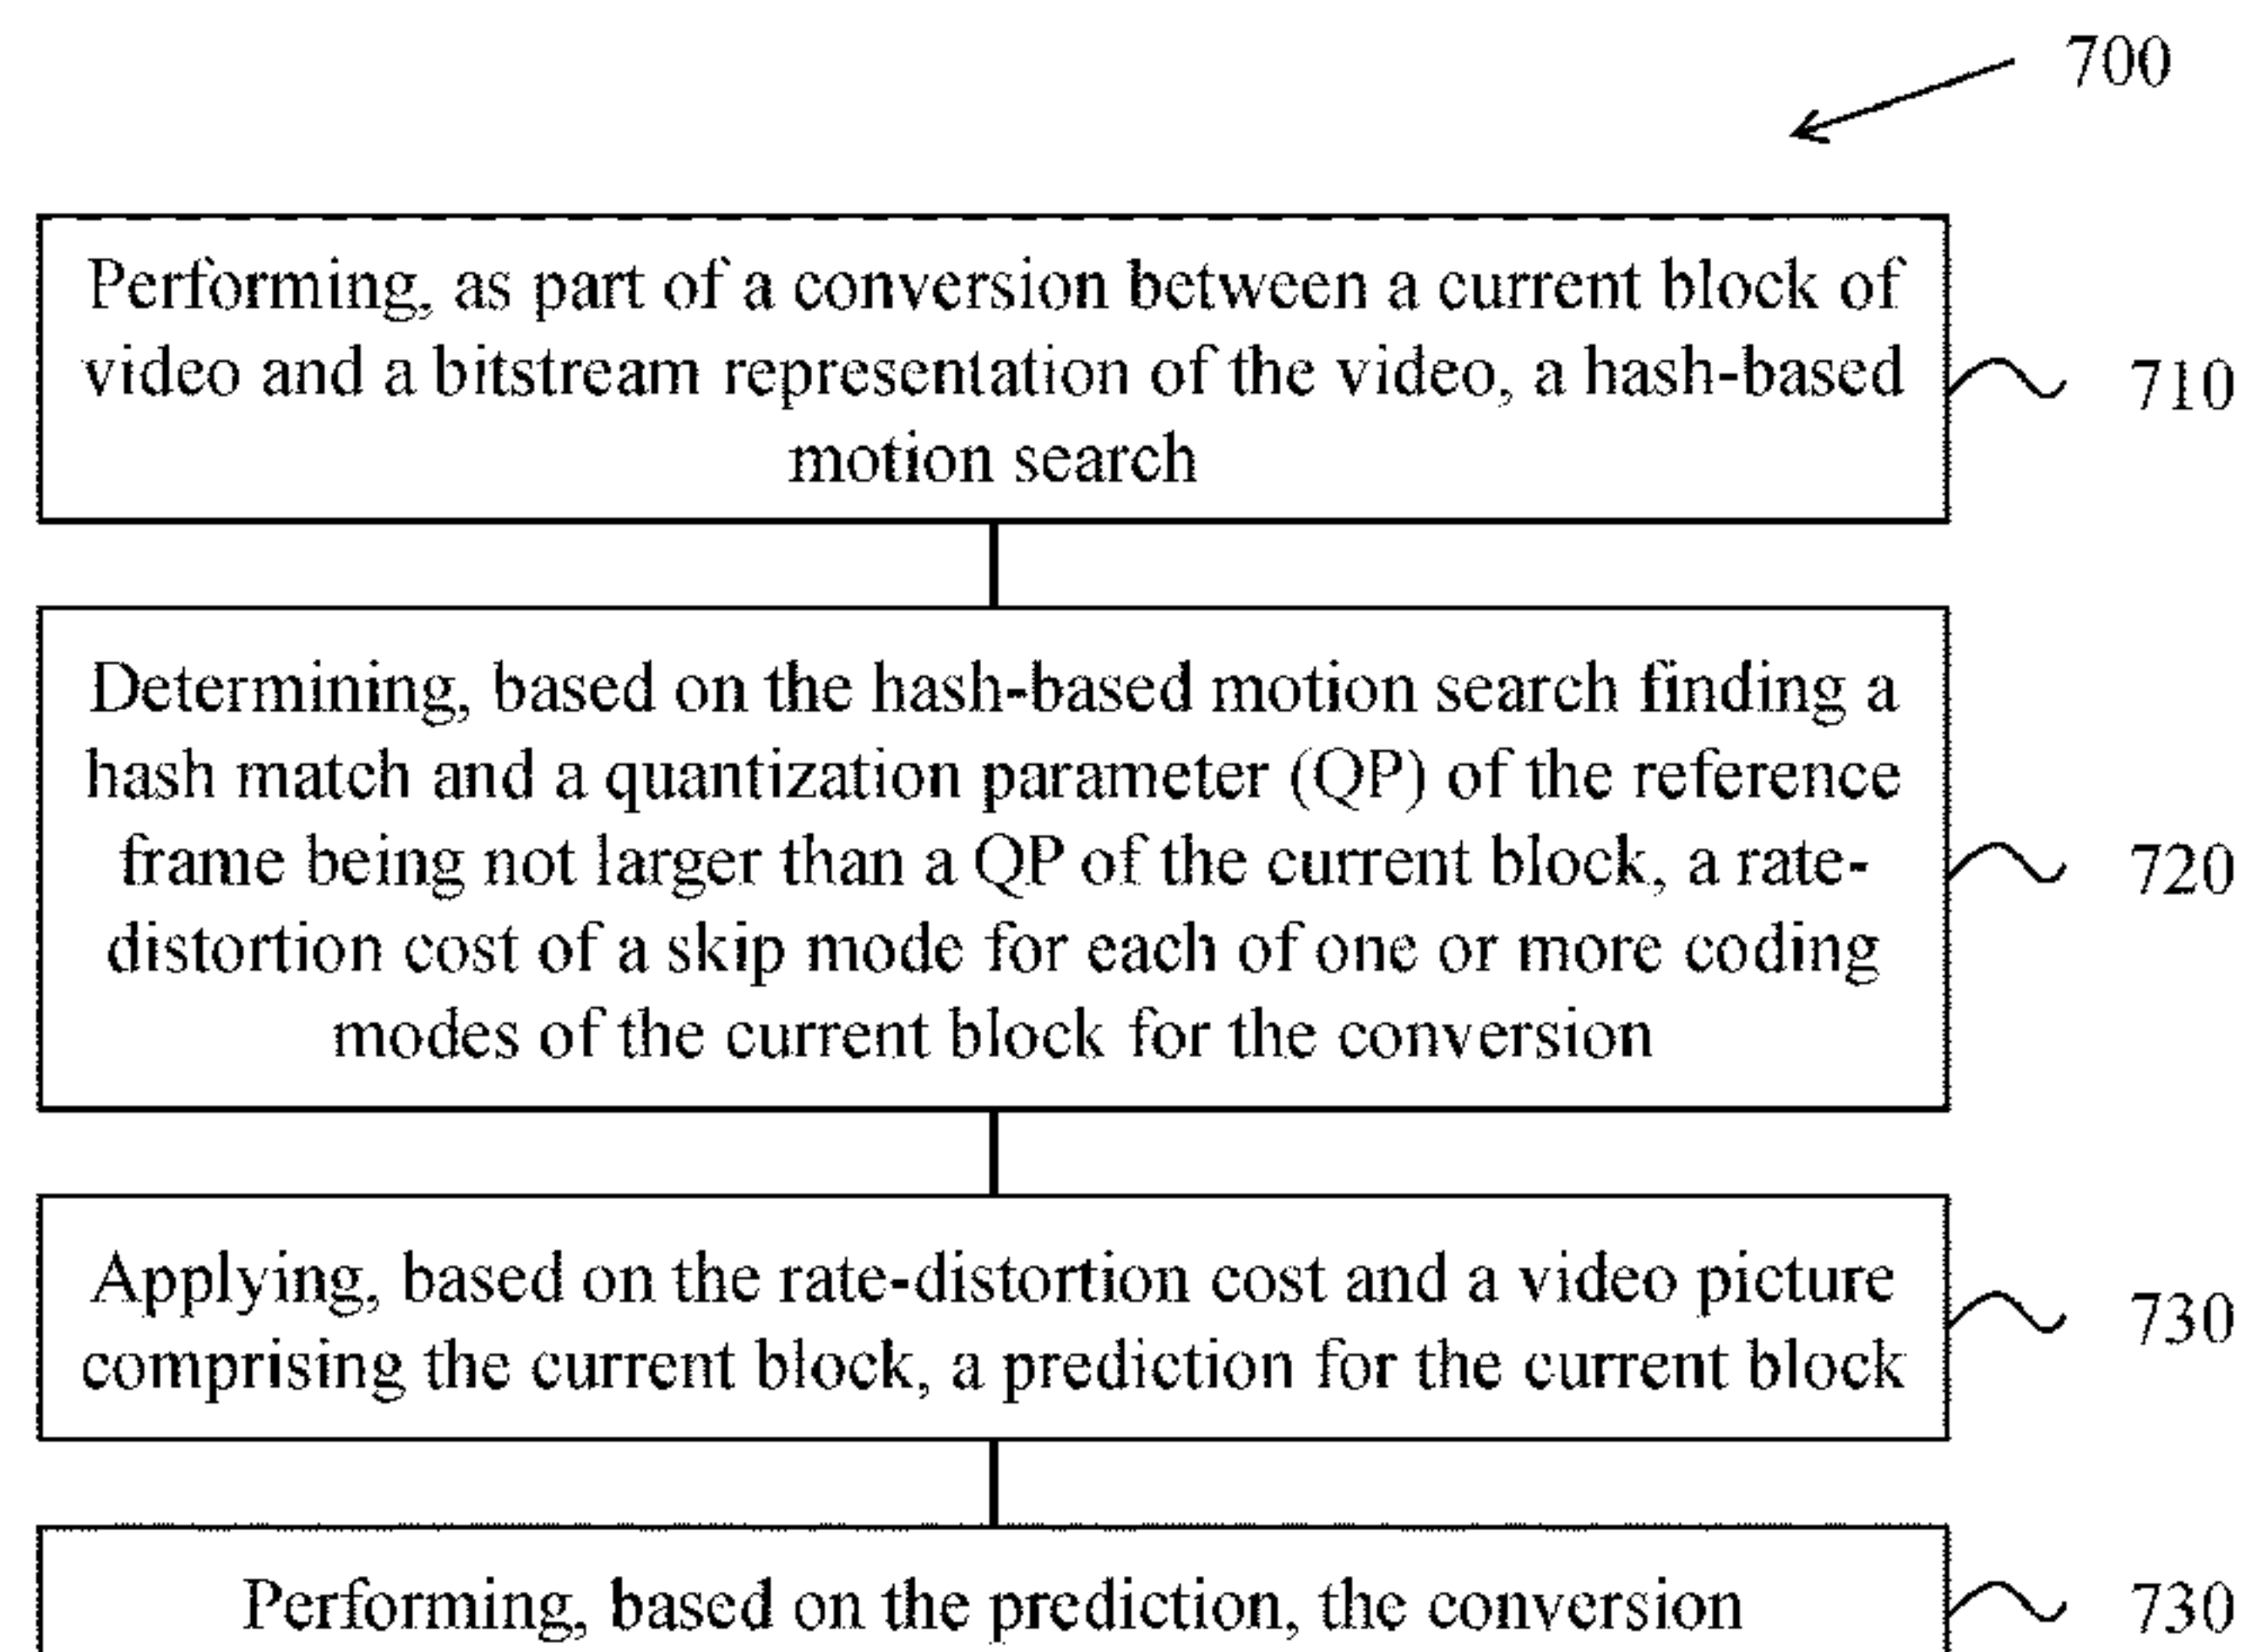 700
Performing, as part of a conversion between a current block of
video and a bitstream representation of the video, a hash-based
motion search
710
Determining, based on the hash-based motion search finding a
hash match and a quantization parameter (QP) of the reference
frame being not larger than a QP of the current block, a rate-
distortion cost of a skip mode for each of one or more coding
modes of the current block for the conversion
720
Applying, based on the rate-distortion cost and a video picture
comprising the current block, a prediction for the current block
730
Performing, based on the prediction, the conversion
730